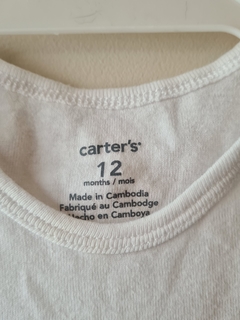 carter's
12
months / mois
Made in Cambodia
Fabriqué au Cambodge
Hecho en Camboya